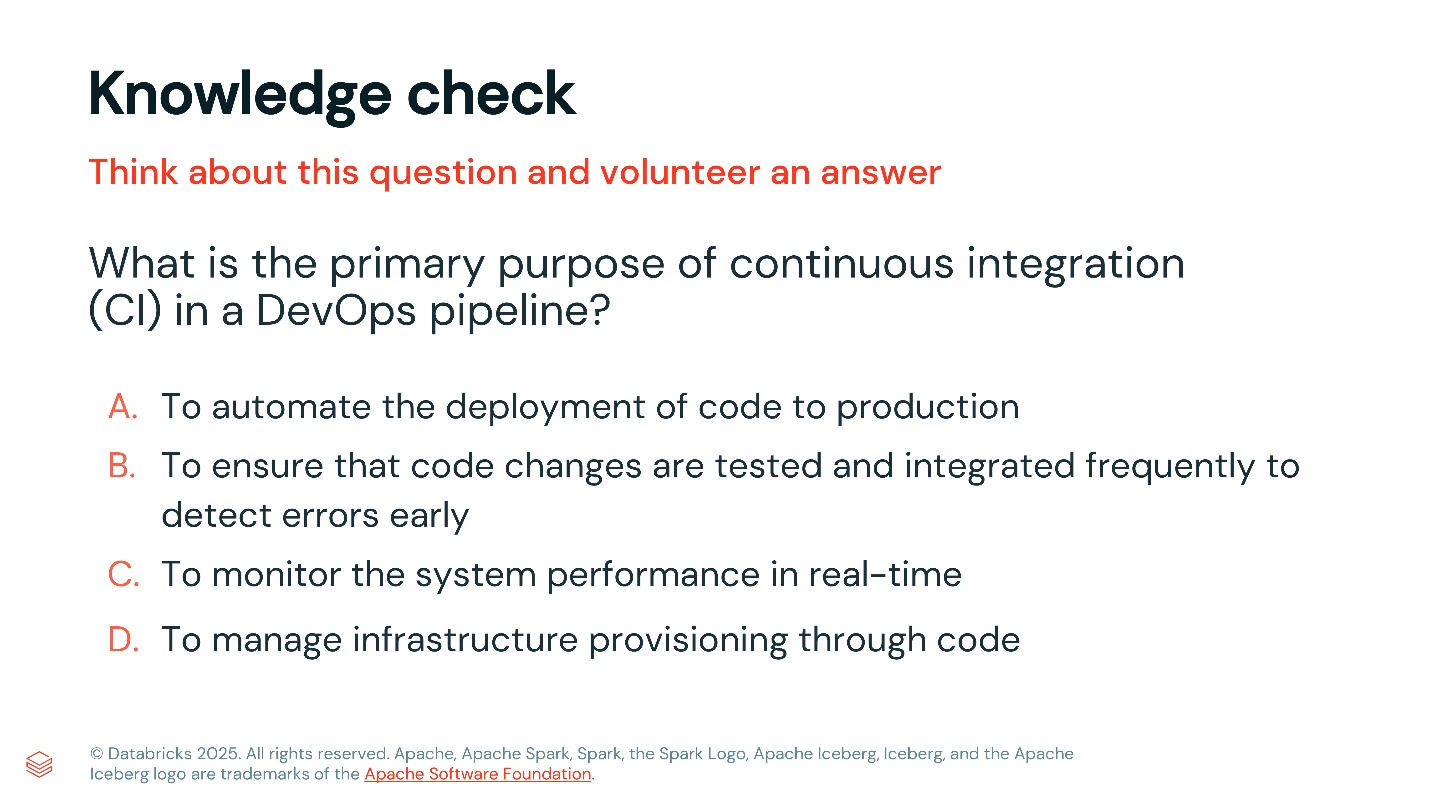 Knowledge check
Think about this question and volunteer an answer
What is the primary purpose of continuous integration
(CI) in a DevOps pipeline?
A. To automate the deployment of code to production
B. To ensure that code changes are tested and integrated frequently to
detect errors early
C. To monitor the system performance in real-time
D. To manage infrastructure provisioning through code
© Databricks 2025. All rights reserved. Apache, Apache Spark, Spark, the Spark Logo, Apache Iceberg, Iceberg, and the Apache
Iceberg logo are trademarks of the Apache Software Foundation.